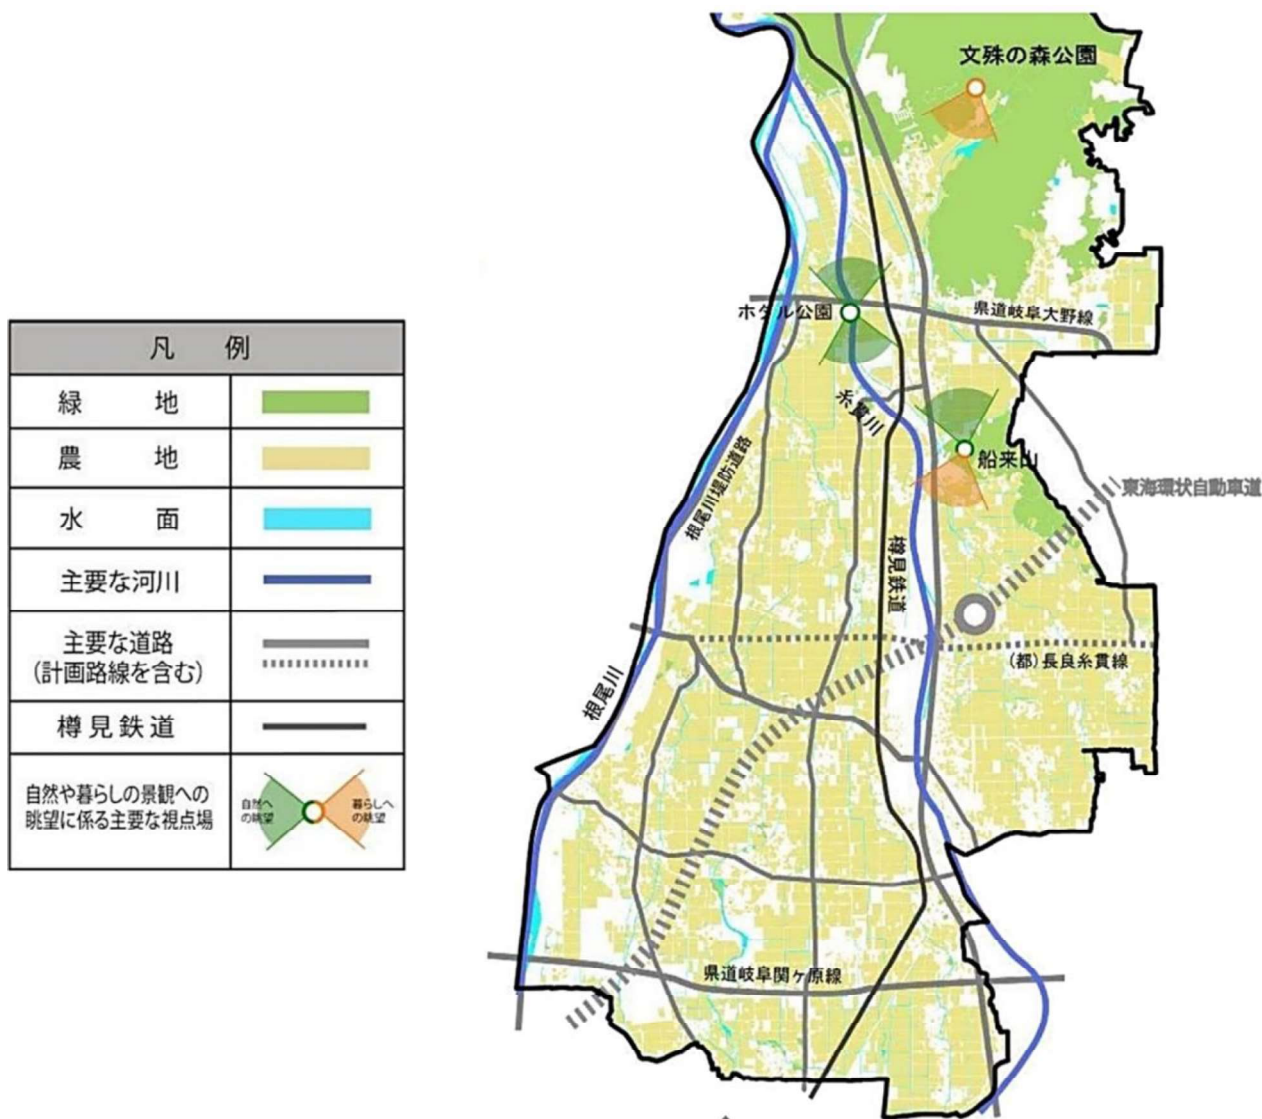 凡 例
緑 地
農 地
水 面
主要な河川
主要な道路
(計画路線を含む)
樽見鉄道
自然や暮らしの景観への
眺望に係る主要な視点場
自然へ
の眺望
暮らしへ
の眺望
文殊の森公園
ホタル公園
県道岐阜大野線
糸貫川
船来山
根尾川堤防道路
東海環状自動車道
樽見鉄道
(都)長良糸貫線
根尾川
県道岐阜関ヶ原線